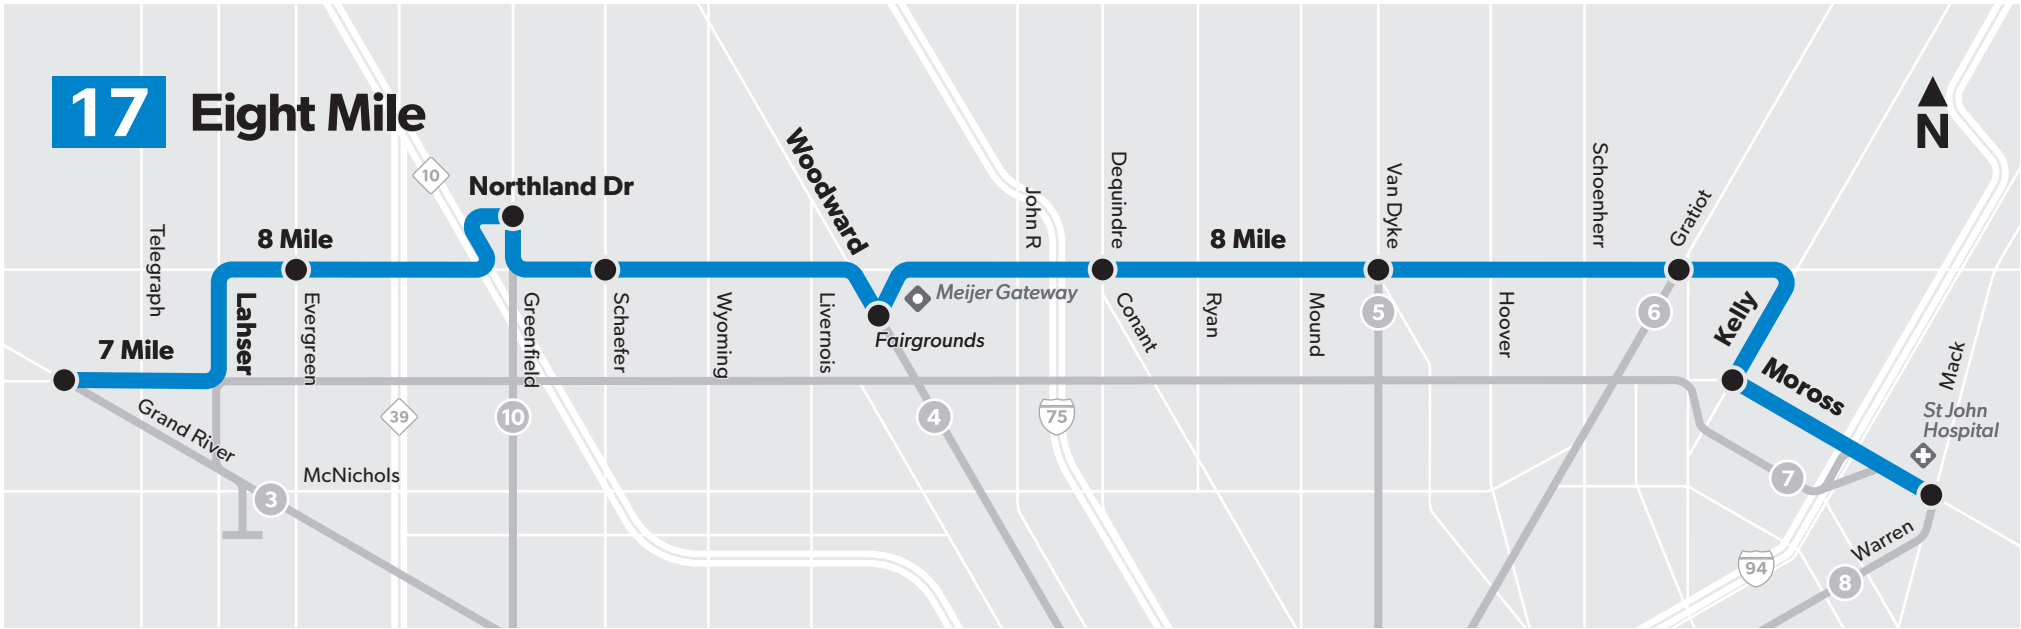 17 Eight Mile
N
10
Northland Dr
Woodward
Telegraph
8 Mile
John R
Dequindre
8 Mile
Van Dyke
Schoenherr
Gratiot
7 Mile
Lahser
Evergreen
Greenfield
Schaefer
Wyoming
Livernois
Meijer Gateway
Fairgrounds
Conant
Ryan
Mound
5
Hoover
6
Kelly
Moross
Mack
St John
Hospital
Grand River
39
10
4
75
McNichols
3
7
Warren
94
8